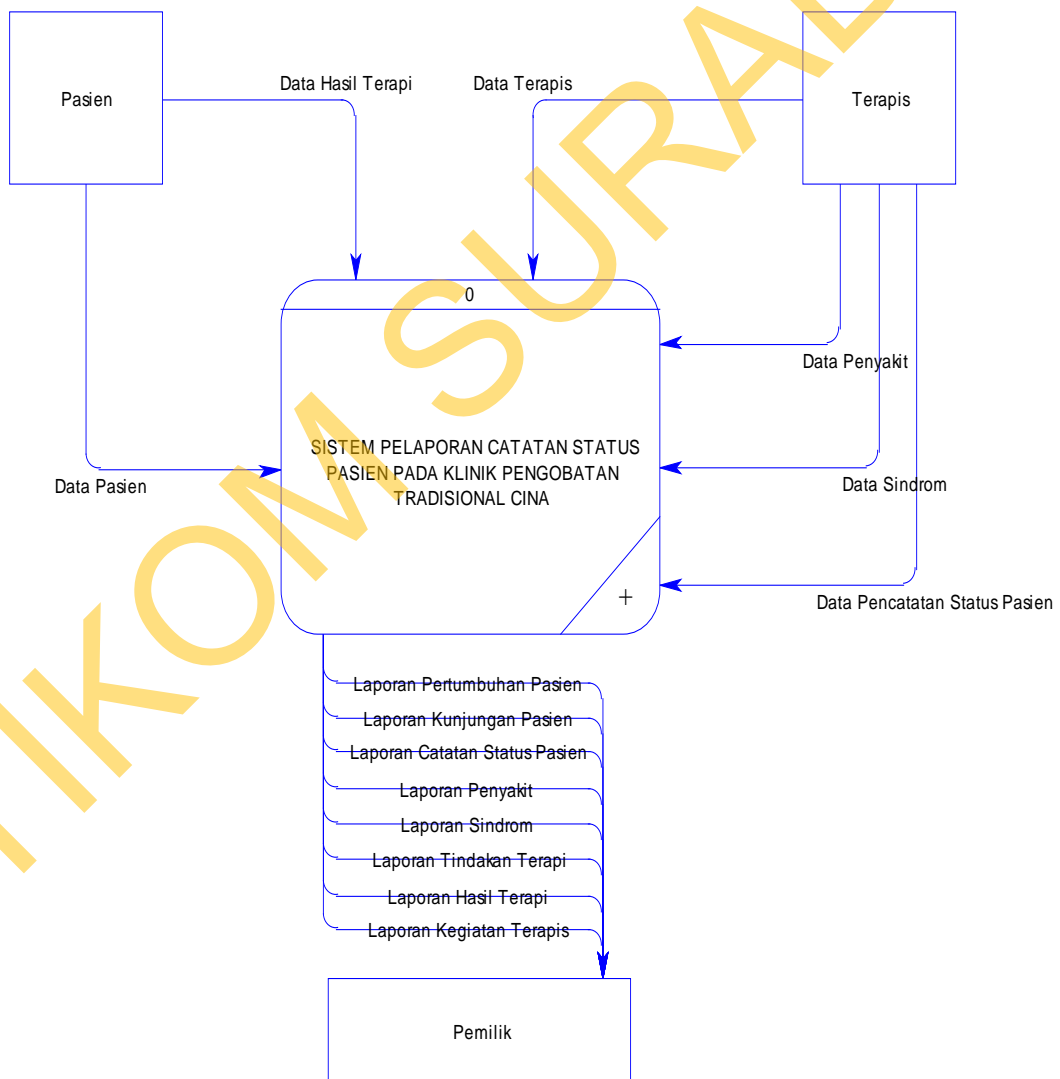 Pasien
Data Hasil Terapi
Data Terapis
Terapis
0
Data Penyakit
SISTEM PELAPORAN CATATAN STATUS
PASIEN PADA KLINIK PENGOBATAN
TRADISIONAL CINA
Data Pasien
Data Sindrom
+
Data Pencatatan Status Pasien
Laporan Pertumbuhan Pasien
Laporan Kunjungan Pasien
Laporan Catatan Status Pasien
Laporan Penyakit
Laporan Sindrom
Laporan Tindakan Terapi
Laporan Hasil Terapi
Laporan Kegiatan Terapis
Pemilik
IKOM SURAB